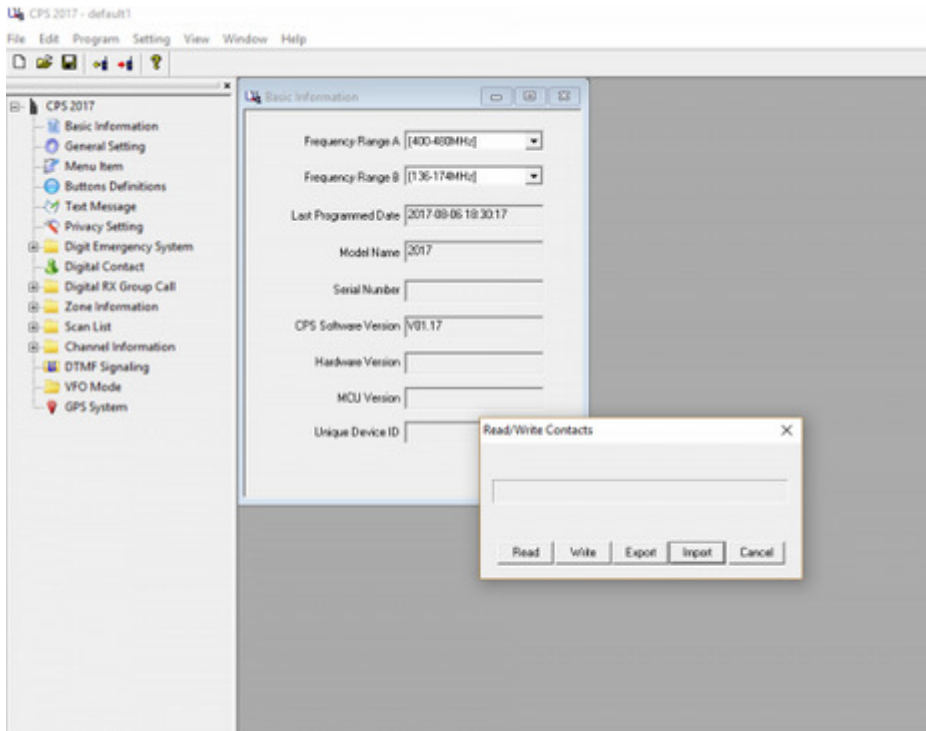 CPS 2017 - default1
File Edit Program Setting View Window Help
CPS 2017
Basic Information
General Setting
Menu Item
Buttons Definitions
Text Message
Privacy Setting
Digit Emergency System
Digital Contact
Digital RX Group Call
Zone Information
Scan List
Channel Information
DTMF Signaling
VFO Mode
GPS System
Basic Information
Frequency Range A [400-480MHz]
Frequency Range B [136-174MHz]
Last Programmed Date 2017-08-06 18:30:17
Model Name 2017
Serial Number
CPS Software Version V01.17
Hardware Version
MCU Version
Unique Device ID
Read/Write Contacts
Read Write Export Import Cancel